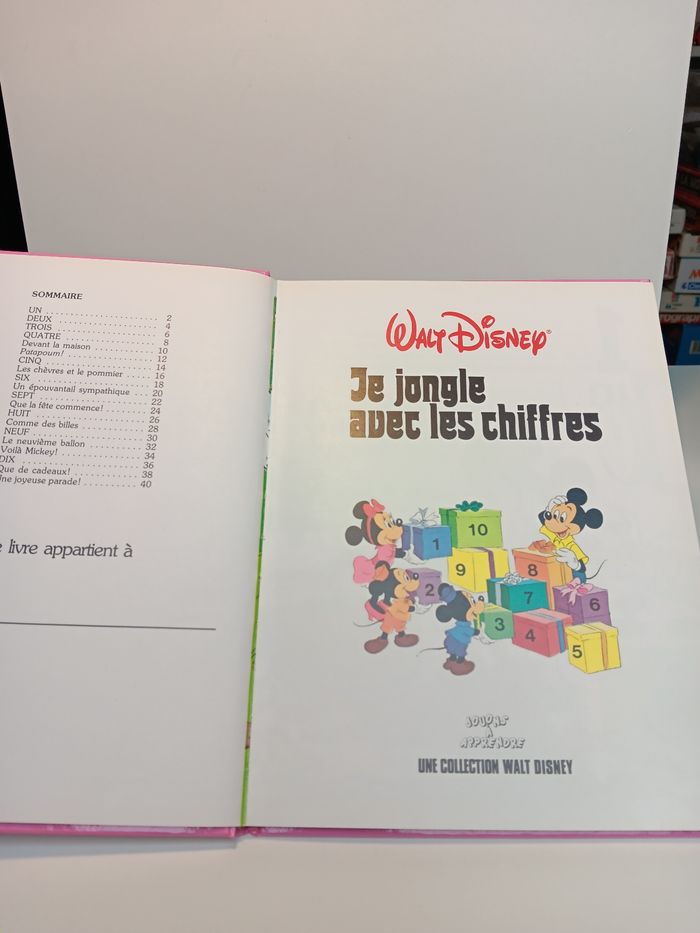 SOMMAIRE
UN . . . . . . . . . . . . . . . . . . . . . . . . 2
DEUX . . . . . . . . . . . . . . . . . . . . . . 4
TROIS . . . . . . . . . . . . . . . . . . . . . . 6
QUATRE . . . . . . . . . . . . . . . . . . . . 8
Devant la maison . . . . . . . . . . . . . 10
Patapoum! . . . . . . . . . . . . . . . . . . 12
CINQ . . . . . . . . . . . . . . . . . . . . . . 14
Les chèvres et le pommier . . . . . . 16
SIX . . . . . . . . . . . . . . . . . . . . . . . . 18
Un épouvantail sympathique . . . . 20
SEPT . . . . . . . . . . . . . . . . . . . . . . 22
Que la fête commence! . . . . . . . . . 24
HUIT . . . . . . . . . . . . . . . . . . . . . . 26
Comme des billes . . . . . . . . . . . . . 28
NEUF . . . . . . . . . . . . . . . . . . . . . . 30
Le neuvième ballon . . . . . . . . . . . 32
Voilà Mickey! . . . . . . . . . . . . . . . . 34
DIX . . . . . . . . . . . . . . . . . . . . . . . 36
Que de cadeaux! . . . . . . . . . . . . . . 38
Une joyeuse parade! . . . . . . . . . . . 40
livre appartient à
WALT DISNEY®
Je jongle
avec les chiffres
1
10
9
8
2
7
6
3
4
5
JOUONS
À
APPRENDRE
UNE COLLECTION WALT DISNEY